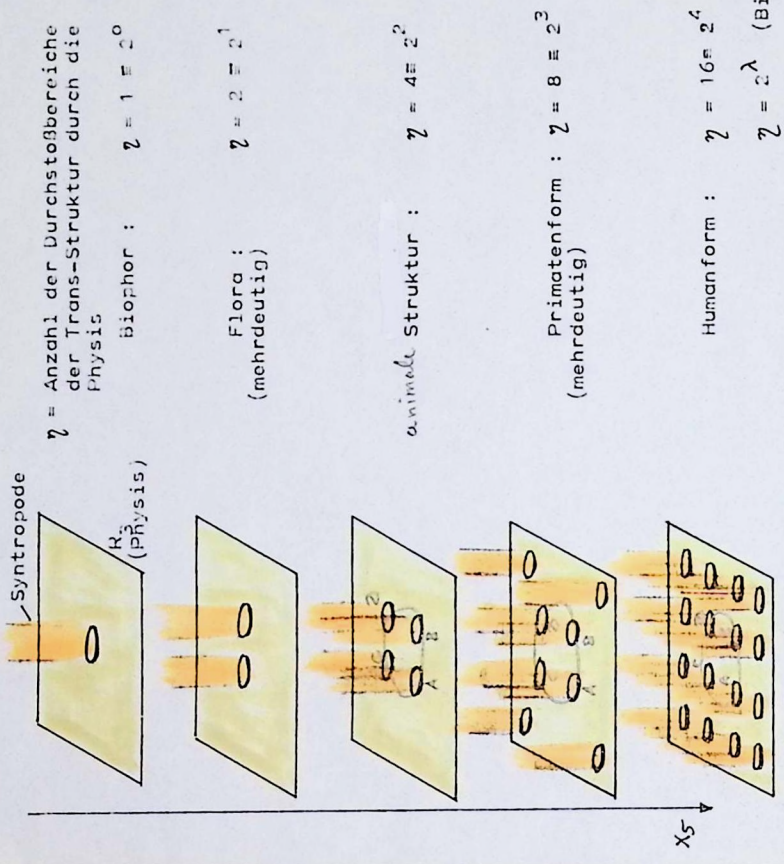 Syntropode
η = Anzahl der Durchstoßbereiche
der Trans-Struktur durch die
Physis
R₃
(Physis)
Biophor : η = 1 ≡ 2⁰
Flora : η = 2 ≡ 2¹
(mehrdeutig)
animale Struktur : η = 4≡ 2²
C
A B
Primatenform : η = 8 ≡ 2³
(mehrdeutig)
A B
Humanform : η = 16≡ 2⁴
A
η = 2^λ (Bi
X₅